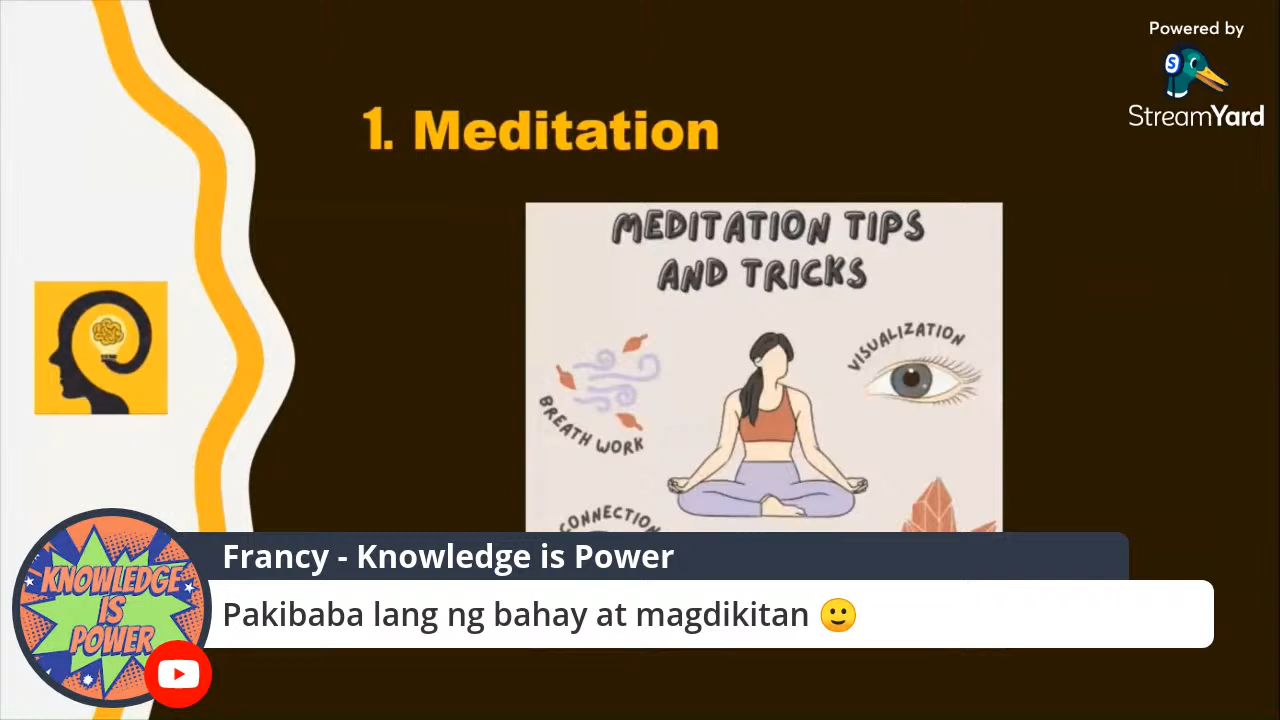 Powered by
StreamYard
1. Meditation
MEDITATION TIPS
AND TRICKS
VISUALIZATION
BREATH WORK
CONNECTION
KNOWLEDGE
IS
POWER
Francy - Knowledge is Power
Pakibaba lang ng bahay at magdikitan 🙂